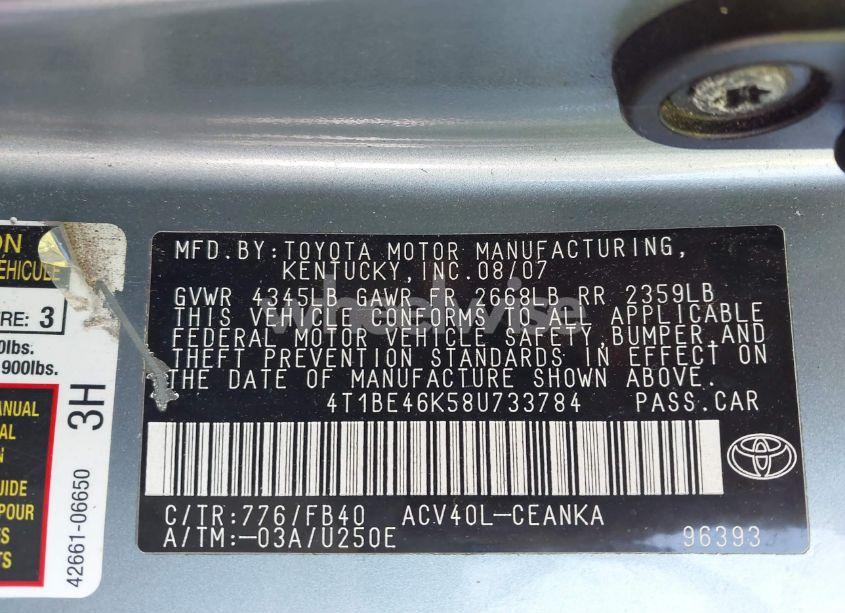 ON
ÉHICULE
RE: 3
0lbs.
900lbs.
ANUAL
AL
N
UIDE
POUR
S
TS
3H
42661-06650
MFD.BY:TOYOTA MOTOR MANUFACTURING,
KENTUCKY,INC.08/07
GVWR 4345LB GAWR FR 2668LB RR 2359LB
THIS VEHICLE CONFORMS TO ALL APPLICABLE
FEDERAL MOTOR VEHICLE SAFETY,BUMPER,AND
THEFT PREVENTION STANDARDS IN EFFECT ON
THE DATE OF MANUFACTURE SHOWN ABOVE.
4T1BE46K58U733784 PASS.CAR
C/TR:776/FB40 ACV40L-CEANKA
A/TM:-03A/U250E 96393
wheelwise